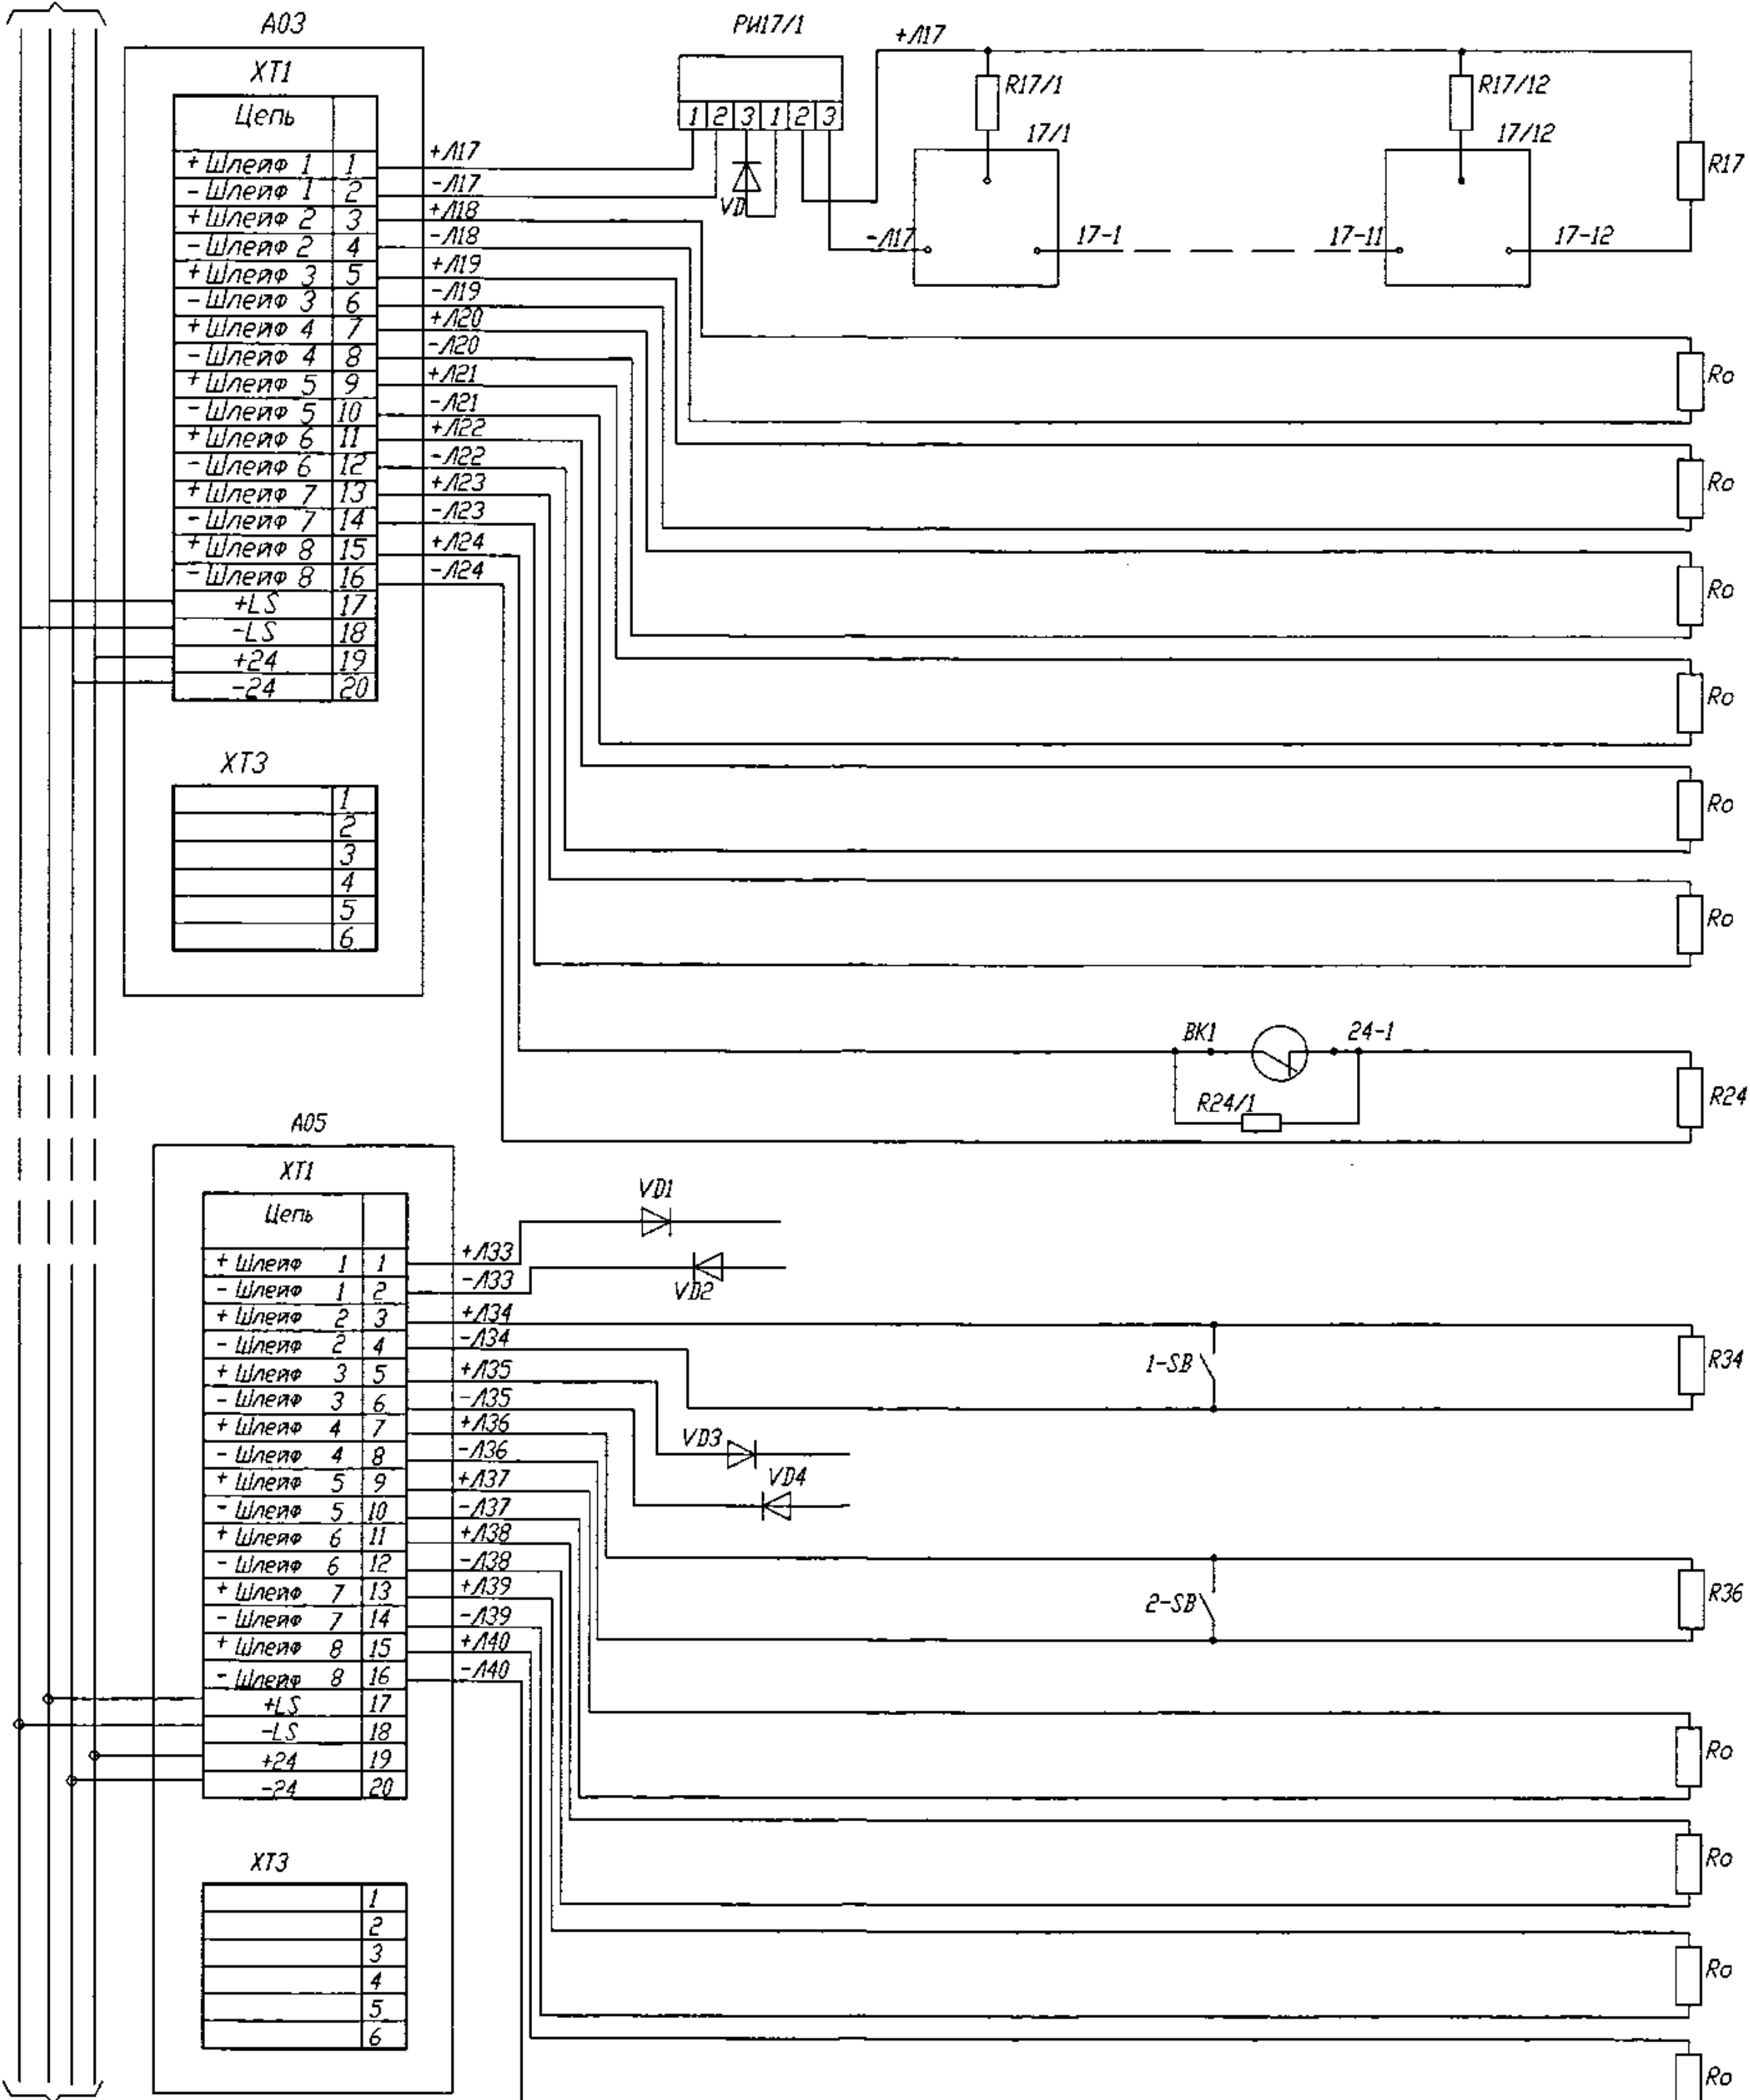 A03
XT1
Цепь
+ Шлейф 1 1
- Шлейф 1 2
+ Шлейф 2 3
- Шлейф 2 4
+ Шлейф 3 5
- Шлейф 3 6
+ Шлейф 4 7
- Шлейф 4 8
+ Шлейф 5 9
- Шлейф 5 10
+ Шлейф 6 11
- Шлейф 6 12
+ Шлейф 7 13
- Шлейф 7 14
+ Шлейф 8 15
- Шлейф 8 16
+LS 17
-LS 18
+24 19
-24 20
+Л17
-Л17
+Л18
-Л18
+Л19
-Л19
+Л20
-Л20
+Л21
-Л21
+Л22
-Л22
+Л23
-Л23
+Л24
-Л24
РИ17/1
1 2 3 1 2 3
VD
+Л17
-Л17
R17/1
17/1
17-1
R17/12
17/12
17-11
17-12
R17
Ro
Ro
Ro
Ro
Ro
Ro
ВК1
24-1
R24/1
R24
XT3
1
2
3
4
5
6
A05
XT1
Цепь
+ Шлейф 1 1
- Шлейф 1 2
+ Шлейф 2 3
- Шлейф 2 4
+ Шлейф 3 5
- Шлейф 3 6
+ Шлейф 4 7
- Шлейф 4 8
+ Шлейф 5 9
- Шлейф 5 10
+ Шлейф 6 11
- Шлейф 6 12
+ Шлейф 7 13
- Шлейф 7 14
+ Шлейф 8 15
- Шлейф 8 16
+LS 17
-LS 18
+24 19
-24 20
+Л33
-Л33
+Л34
-Л34
+Л35
-Л35
+Л36
-Л36
+Л37
-Л37
+Л38
-Л38
+Л39
-Л39
+Л40
-Л40
VD1
VD2
1-SB
R34
VD3
VD4
2-SB
R36
Ro
Ro
Ro
Ro
XT3
1
2
3
4
5
6